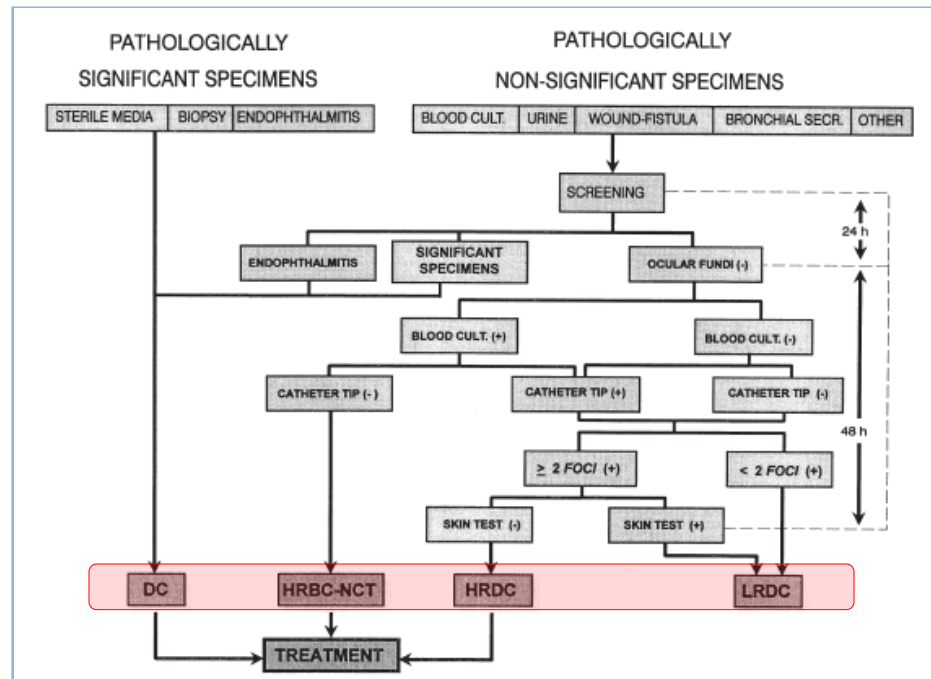 PATHOLOGICALLY
SIGNIFICANT SPECIMENS
PATHOLOGICALLY
NON-SIGNIFICANT SPECIMENS
STERILE MEDIA BIOPSY ENDOPHTHALMITIS
BLOOD CULT. URINE WOUND-FISTULA BRONCHIAL SECR. OTHER
SCREENING
24 h
ENDOPHTHALMITIS
SIGNIFICANT
SPECIMENS
OCULAR FUNDI (-)
BLOOD CULT. (+)
BLOOD CULT. (-)
CATHETER TIP (-)
CATHETER TIP (+)
CATHETER TIP (-)
48 h
≥ 2 FOCI (+)
< 2 FOCI (+)
SKIN TEST (-)
SKIN TEST (+)
DC
HRBC-NCT
HRDC
LRDC
TREATMENT